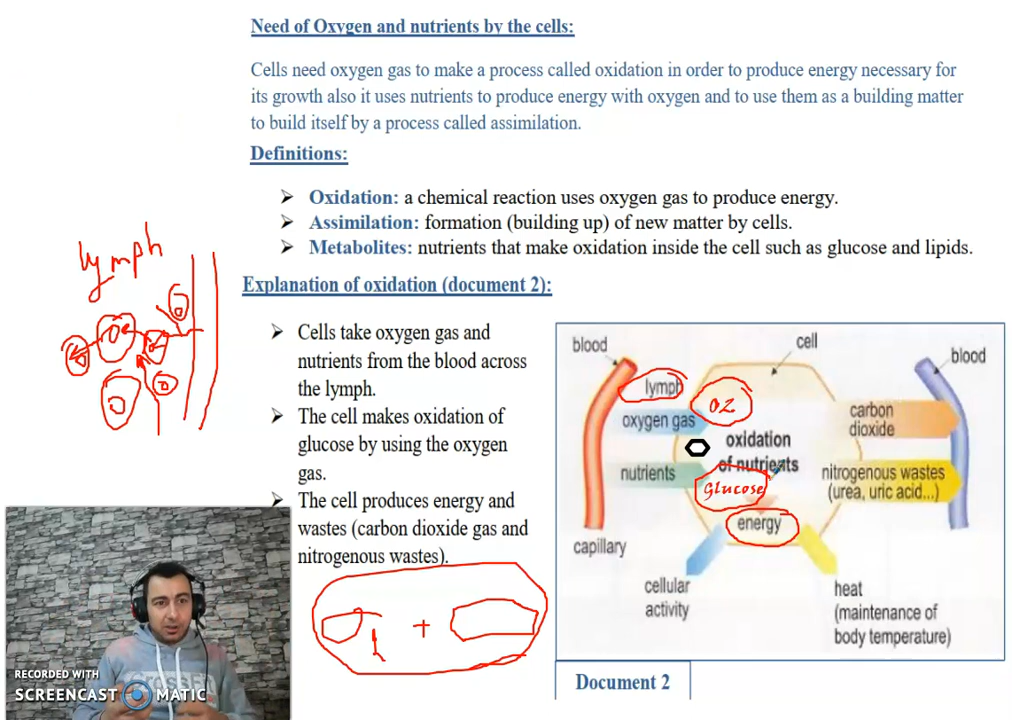 Need of Oxygen and nutrients by the cells:
Cells need oxygen gas to make a process called oxidation in order to produce energy necessary for
its growth also it uses nutrients to produce energy with oxygen and to use them as a building matter
to build itself by a process called assimilation.
Definitions:
➤ Oxidation: a chemical reaction uses oxygen gas to produce energy.
➤ Assimilation: formation (building up) of new matter by cells.
➤ Metabolites: nutrients that make oxidation inside the cell such as glucose and lipids.
lymph
Explanation of oxidation (document 2):
➤ Cells take oxygen gas and
nutrients from the blood across
the lymph.
➤ The cell makes oxidation of
glucose by using the oxygen
gas.
➤ The cell produces energy and
wastes (carbon dioxide gas and
nitrogenous wastes).
+
blood
cell
blood
lymph
O2
oxygen gas
carbon
dioxide
oxidation
of nutrients
nutrients
nitrogenous wastes
(urea, uric acid...)
Glucose
energy
capillary
cellular
activity
heat
(maintenance of
body temperature)
Document 2
RECORDED WITH
SCREENCAST MATIC